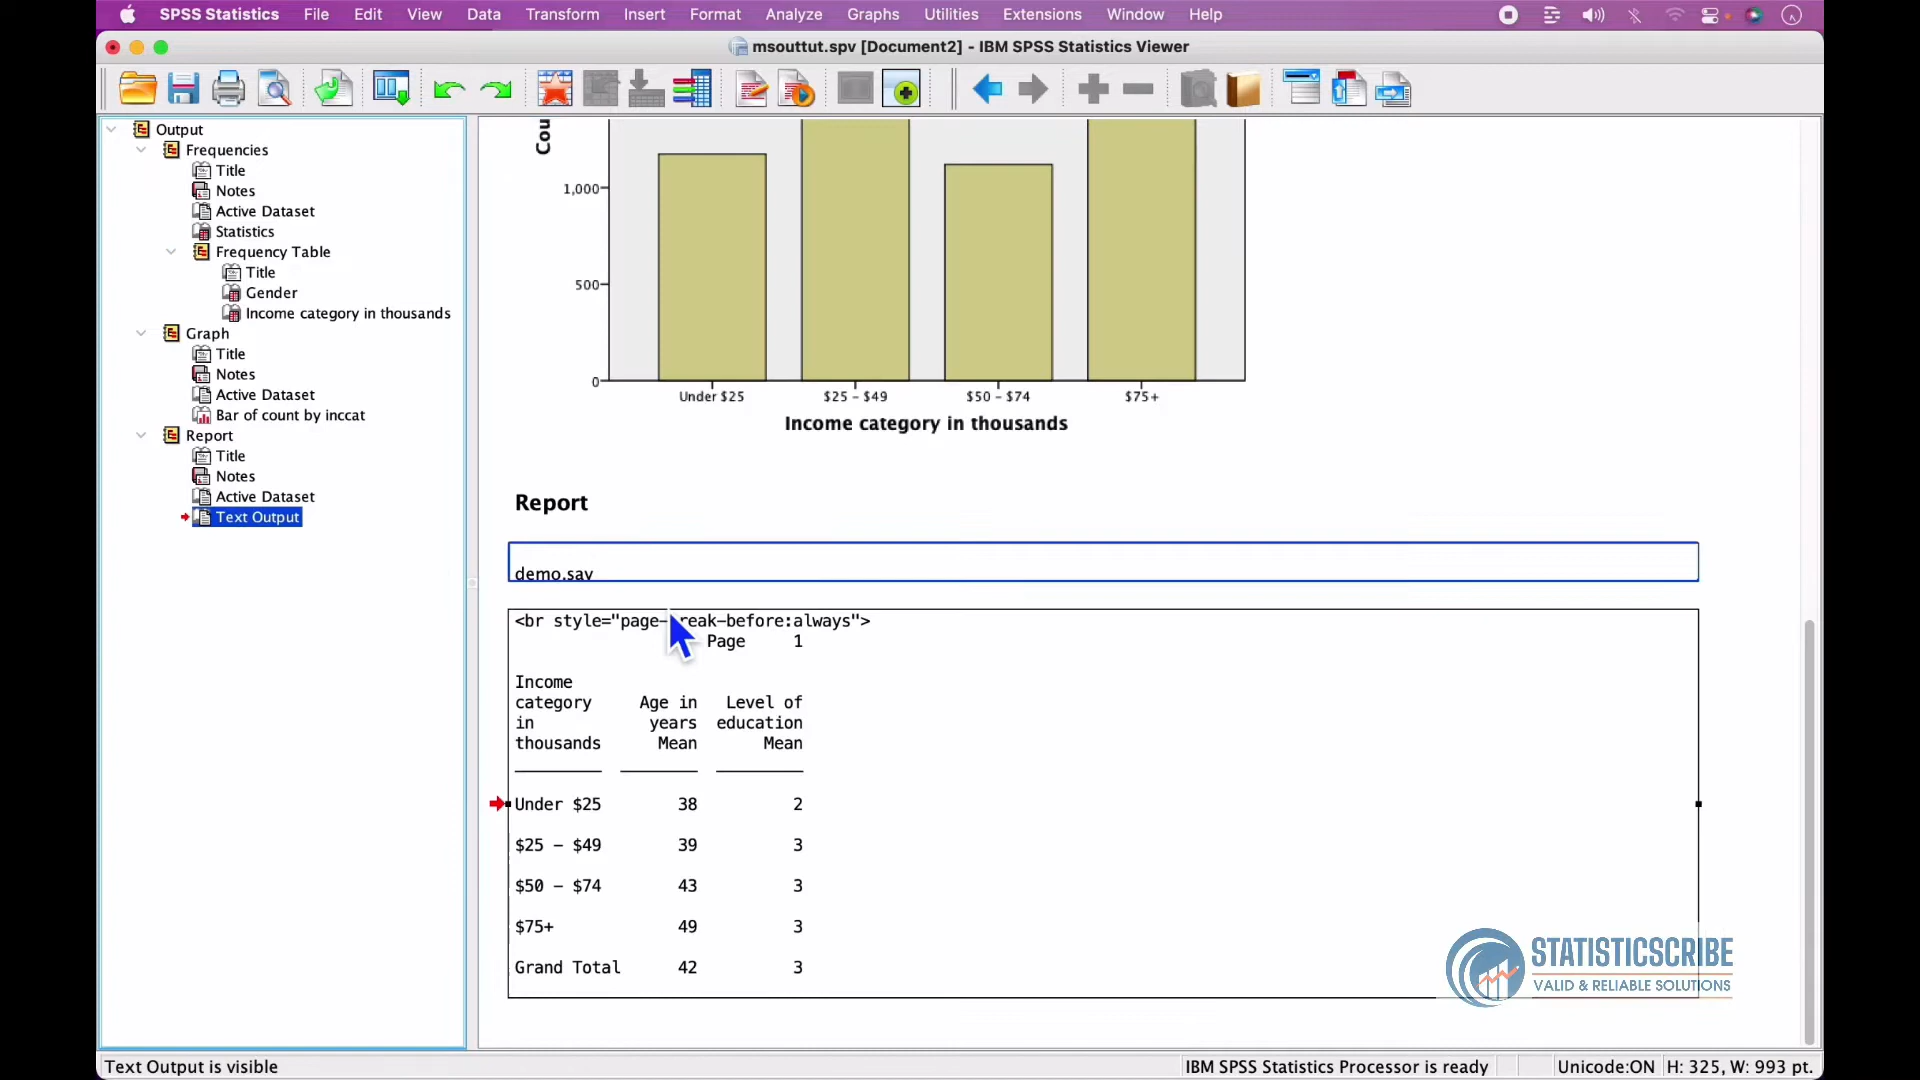 SPSS Statistics File Edit View Data Transform Insert Format Analyze Graphs Utilities Extensions Window Help
msouttut.spv [Document2] - IBM SPSS Statistics Viewer
Output
Frequencies
Title
Notes
Active Dataset
Statistics
Frequency Table
Title
Gender
Income category in thousands
Graph
Title
Notes
Active Dataset
Bar of count by inccat
Report
Title
Notes
Active Dataset
Text Output
Cou
1,000
500
0
Under $25 $25 - $49 $50 - $74 $75+
Income category in thousands
Report
demo.sav
<br style="page- reak-before:always">
Page 1
Income
category Age in Level of
in years education
thousands Mean Mean
Under $25 38 2
$25 - $49 39 3
$50 - $74 43 3
$75+ 49 3
Grand Total 42 3
STATISTICSCRIBE
VALID & RELIABLE SOLUTIONS
Text Output is visible IBM SPSS Statistics Processor is ready Unicode:ON H: 325, W: 993 pt.